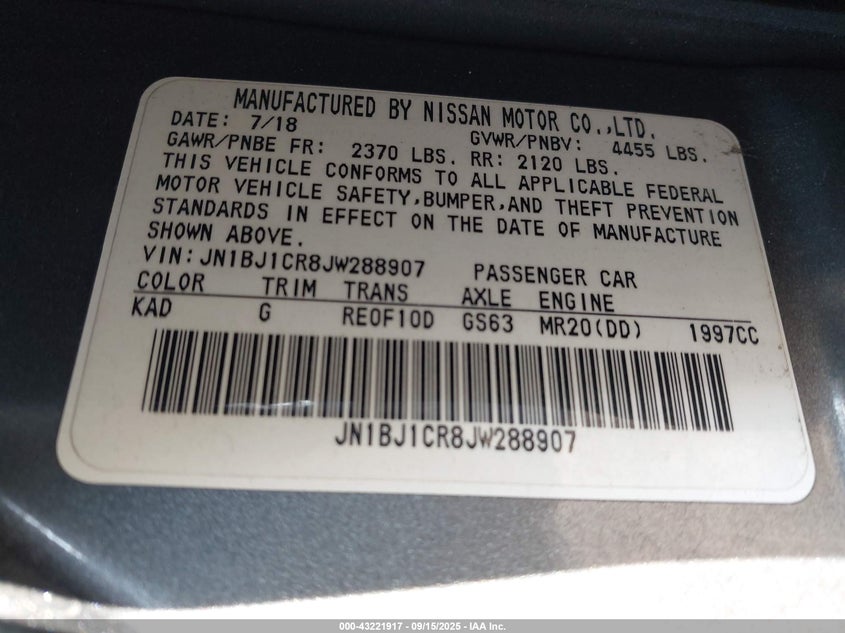 MANUFACTURED BY NISSAN MOTOR CO.,LTD.
DATE: 7/18 GVWR/PNBV: 4455 LBS.
GAWR/PNBE FR: 2370 LBS. RR: 2120 LBS.
THIS VEHICLE CONFORMS TO ALL APPLICABLE FEDERAL
MOTOR VEHICLE SAFETY,BUMPER,AND THEFT PREVENTION
STANDARDS IN EFFECT ON THE DATE OF MANUFACTURE
SHOWN ABOVE.
VIN:JN1BJ1CR8JW288907 PASSENGER CAR
COLOR TRIM TRANS AXLE ENGINE
KAD G RE0F10D GS63 MR20(DD) 1997CC
JN1BJ1CR8JW288907
000-43221917 - 09/15/2025 - IAA Inc.